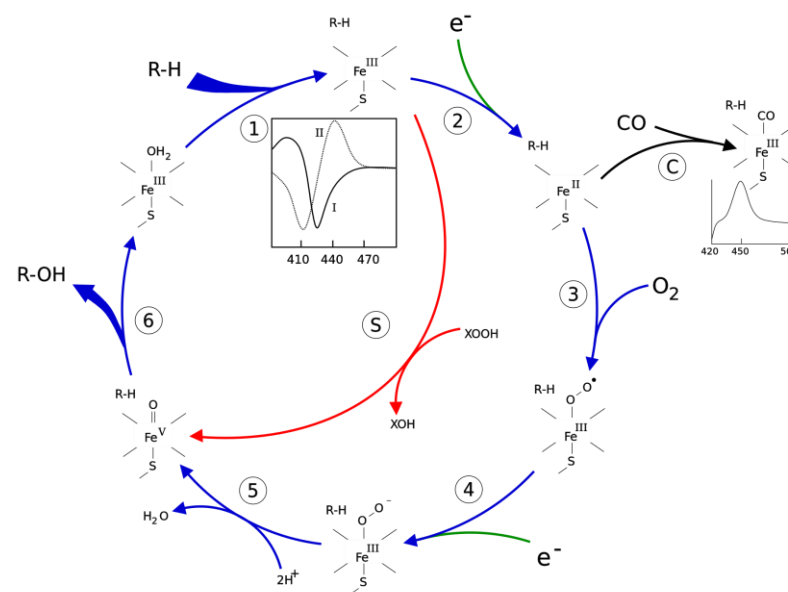 R-H
Fe III
S
e-
R-H
1
2
II
I
410 440 470
OH2
Fe III
S
R-H
Fe II
S
CO
C
R-H
CO
Fe III
S
420 450 50
R-OH
6
S
XOOH
XOH
3
O2
R-H
O
Fe V
S
R-H
O O•
Fe III
S
5
H2O
2H+
R-H
O O-
Fe III
S
4
e-